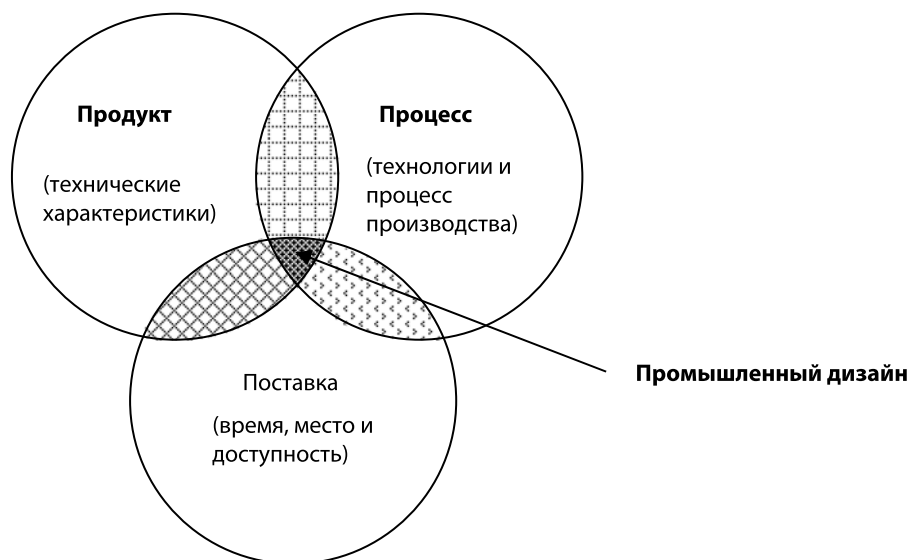 Продукт
(технические
характеристики)
Процесс
(технологии и
процесс
производства)
Промышленный дизайн
Поставка
(время, место и
доступность)